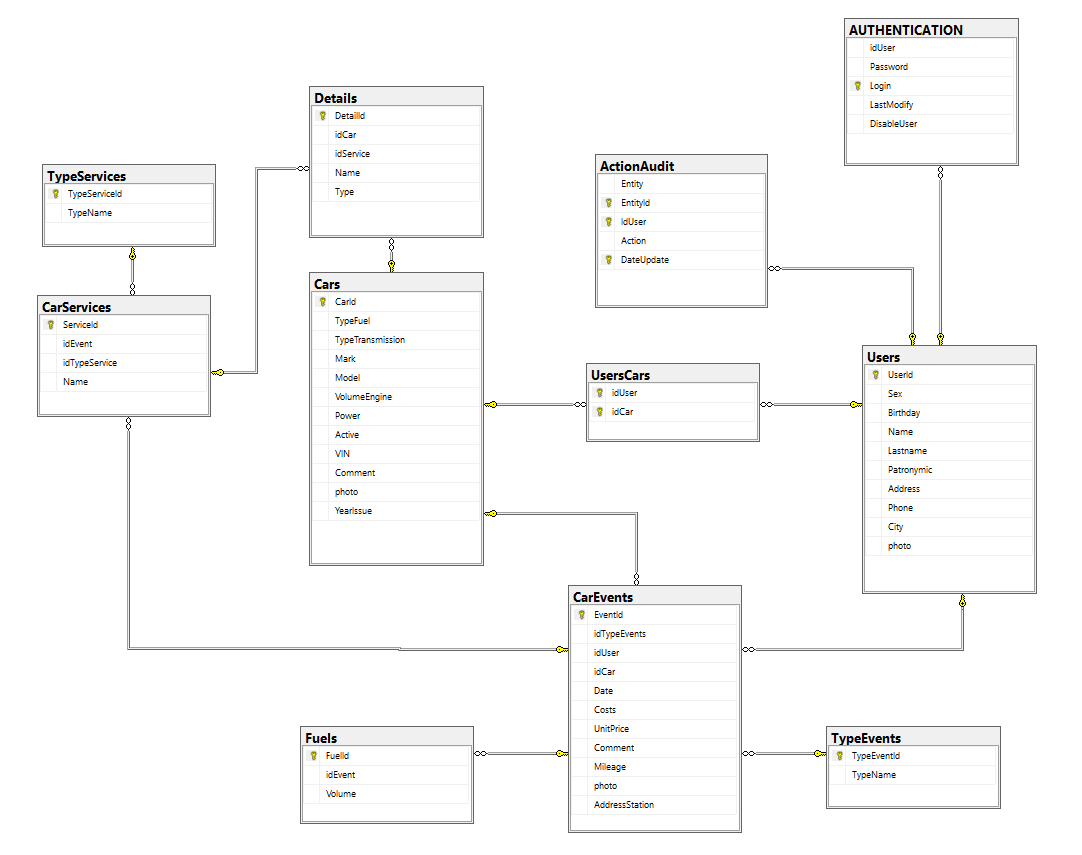 AUTHENTICATION
idUser
Password
Login
LastModify
DisableUser
Details
DetailId
idCar
idService
Name
Type
ActionAudit
Entity
EntityId
IdUser
Action
DateUpdate
TypeServices
TypeServiceId
TypeName
Cars
CarId
TypeFuel
TypeTransmission
Mark
Model
VolumeEngine
Power
Active
VIN
Comment
photo
YearIssue
CarServices
ServiceId
idEvent
idTypeService
Name
UsersCars
idUser
idCar
Users
UserId
Sex
Birthday
Name
Lastname
Patronymic
Address
Phone
City
photo
CarEvents
EventId
idTypeEvents
idUser
idCar
Date
Costs
UnitPrice
Comment
Mileage
photo
AddressStation
Fuels
FuelId
idEvent
Volume
TypeEvents
TypeEventId
TypeName